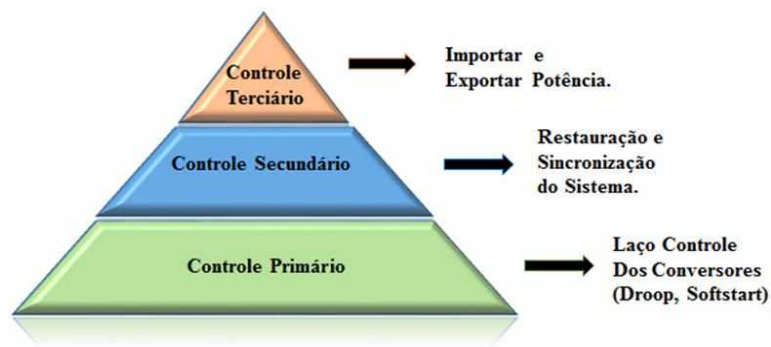 Controle
Terciário
Importar e
Exportar Potência.
Controle Secundário
Restauração e
Sincronização
do Sistema.
Controle Primário
Laço Controle
Dos Conversores
(Droop, Softstart)